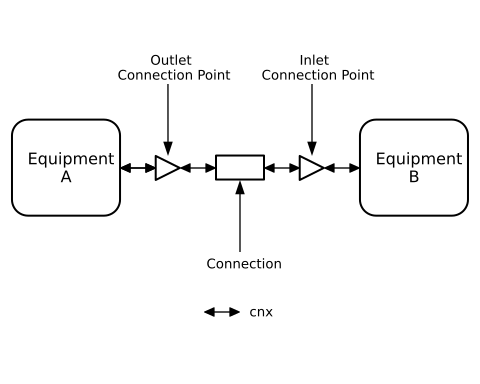 Outlet
Connection Point
Inlet
Connection Point
Equipment
A
Equipment
B
Connection
cnx